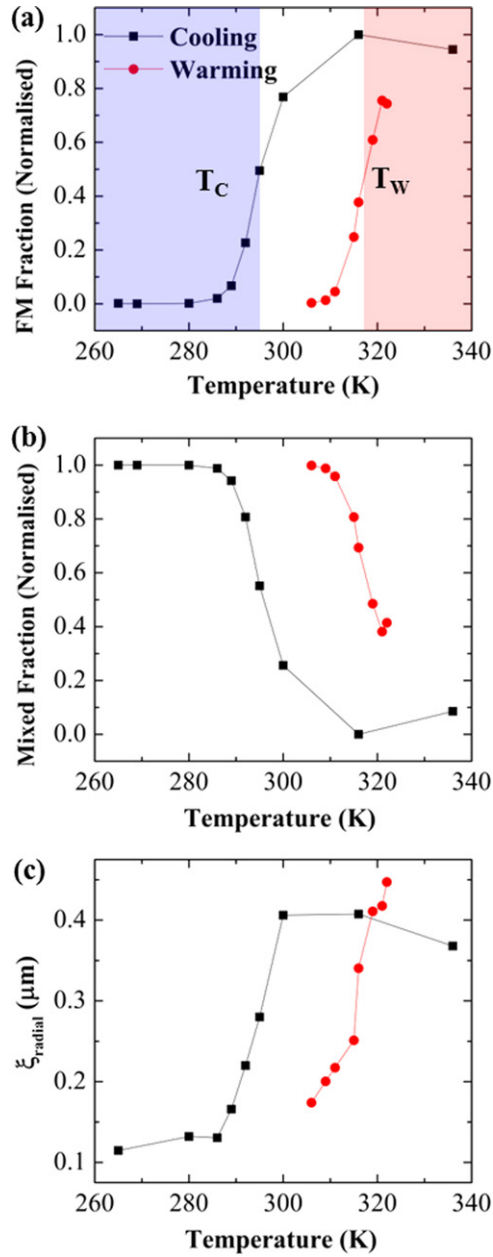 (a)
1.0
0.8
0.6
0.4
0.2
0.0
FM Fraction (Normalised)
Cooling
Warming
T_C
T_W
260 280 300 320 340
Temperature (K)
(b)
1.0
0.8
0.6
0.4
0.2
0.0
Mixed Fraction (Normalised)
260 280 300 320 340
Temperature (K)
(c)
0.4
0.3
0.2
0.1
ξ_radial (μm)
260 280 300 320 340
Temperature (K)